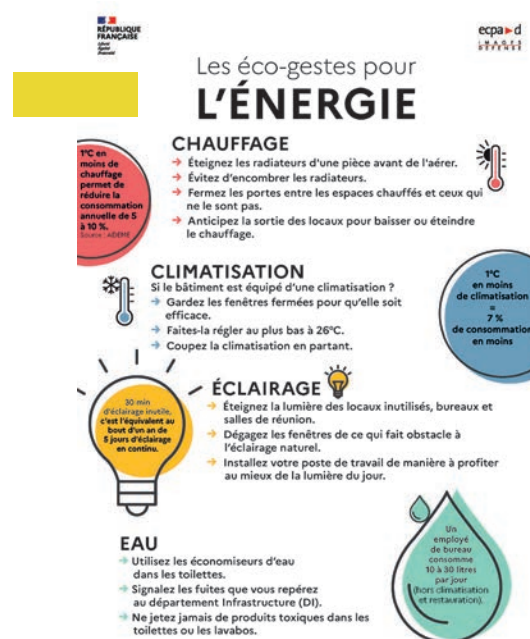 RÉPUBLIQUE
FRANÇAISE
Liberté
Égalité
Fraternité
ecpa d
IMAGES
DÉFENSE
Les éco-gestes pour
L'ÉNERGIE
1°C en
moins de
chauffage
permet de
réduire la
consommation
annuelle de 5
à 10 %.
Source : ADEME
CHAUFFAGE
→ Éteignez les radiateurs d'une pièce avant de l'aérer.
→ Évitez d'encombrer les radiateurs.
→ Fermez les portes entre les espaces chauffés et ceux qui
ne le sont pas.
→ Anticipez la sortie des locaux pour baisser ou éteindre
le chauffage.
CLIMATISATION
Si le bâtiment est équipé d'une climatisation ?
→ Gardez les fenêtres fermées pour qu'elle soit
efficace.
→ Faites-la régler au plus bas à 26°C.
→ Coupez la climatisation en partant.
1°C
en moins
de climatisation
=
7 %
de consommation
en moins
30 min
d'éclairage inutile,
c'est l'équivalent au
bout d'un an de
5 jours d'éclairage
en continu.
ÉCLAIRAGE
→ Éteignez la lumière des locaux inutilisés, bureaux et
salles de réunion.
→ Dégagez les fenêtres de ce qui fait obstacle à
l'éclairage naturel.
→ Installez votre poste de travail de manière à profiter
au mieux de la lumière du jour.
EAU
→ Utilisez les économiseurs d'eau
dans les toilettes.
→ Signalez les fuites que vous repérez
au département Infrastructure (DI).
→ Ne jetez jamais de produits toxiques dans les
toilettes ou les lavabos.
Un
employé
de bureau
consomme
10 à 30 litres
par jour
(hors climatisation
et restauration).